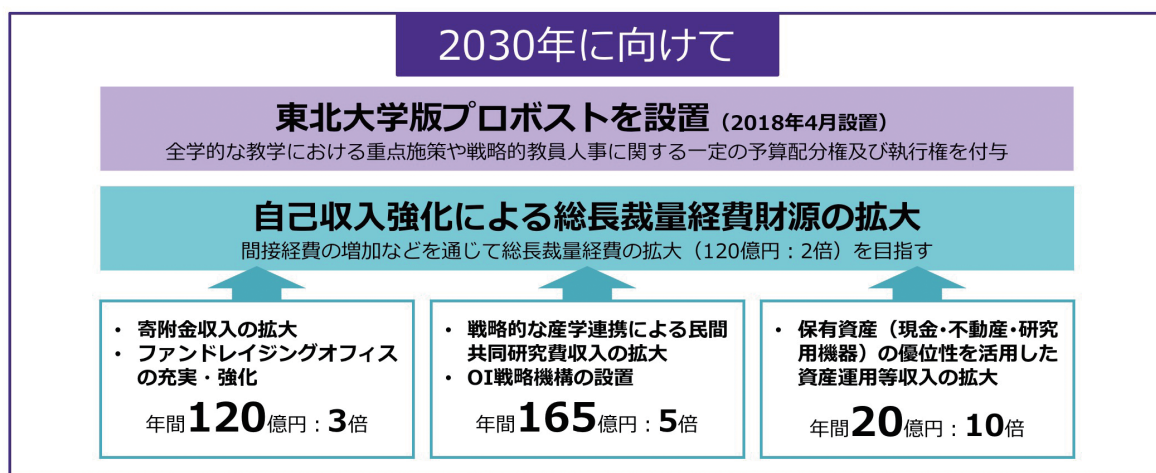 2030年に向けて
東北大学版プロボストを設置（2018年4月設置）
全学的な教学における重点施策や戦略的教員人事に関する一定の予算配分権及び執行権を付与
自己収入強化による総長裁量経費財源の拡大
間接経費の増加などを通じて総長裁量経費の拡大（120億円：2倍）を目指す
・ 寄附金収入の拡大
・ ファンドレイジングオフィス
の充実・強化
年間120億円：3倍
・ 戦略的な産学連携による民間
共同研究費収入の拡大
・ OI戦略機構の設置
年間165億円：5倍
・ 保有資産（現金・不動産・研究
用機器）の優位性を活用した
資産運用等収入の拡大
年間20億円：10倍